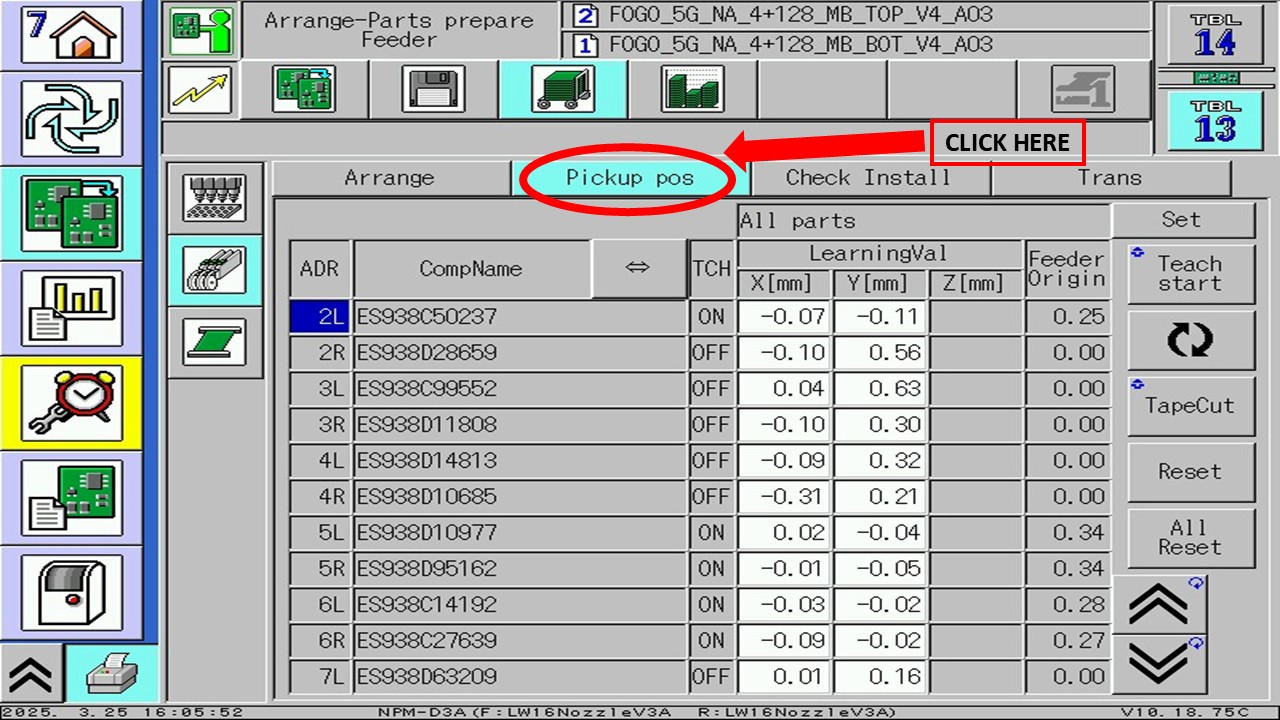 7
Arrange-Parts prepare
Feeder
2 FOGO_5G_NA_4+128_MB_TOP_V4_A03
1 FOGO_5G_NA_4+128_MB_BOT_V4_A03
TBL
14
TBL
13
CLICK HERE
Arrange Pickup pos Check Install Trans
All parts Set
ADR CompName ⇔ TCH LearningVal Feeder Origin
X[mm] Y[mm] Z[mm]
Teach
start
2L ES938C50237 ON -0.07 -0.11 0.25
2R ES938D28659 OFF -0.10 0.56 0.00
3L ES938C99552 OFF 0.04 0.63 0.00
TapeCut
3R ES938D11808 OFF -0.10 0.30 0.00
4L ES938D14813 OFF -0.09 0.32 0.00
Reset
4R ES938D10685 OFF -0.31 0.21 0.00
5L ES938D10977 ON 0.02 -0.04 0.34
All
Reset
5R ES938D95162 ON -0.01 -0.05 0.34
6L ES938C14192 ON -0.03 -0.02 0.28
6R ES938C27639 ON -0.09 -0.02 0.27
7L ES938D63209 OFF 0.01 0.16 0.00
2025. 3.25 16:05:52 NPM-D3A(F:LW16NozzleV3A R:LW16NozzleV3A) V10.18.75C